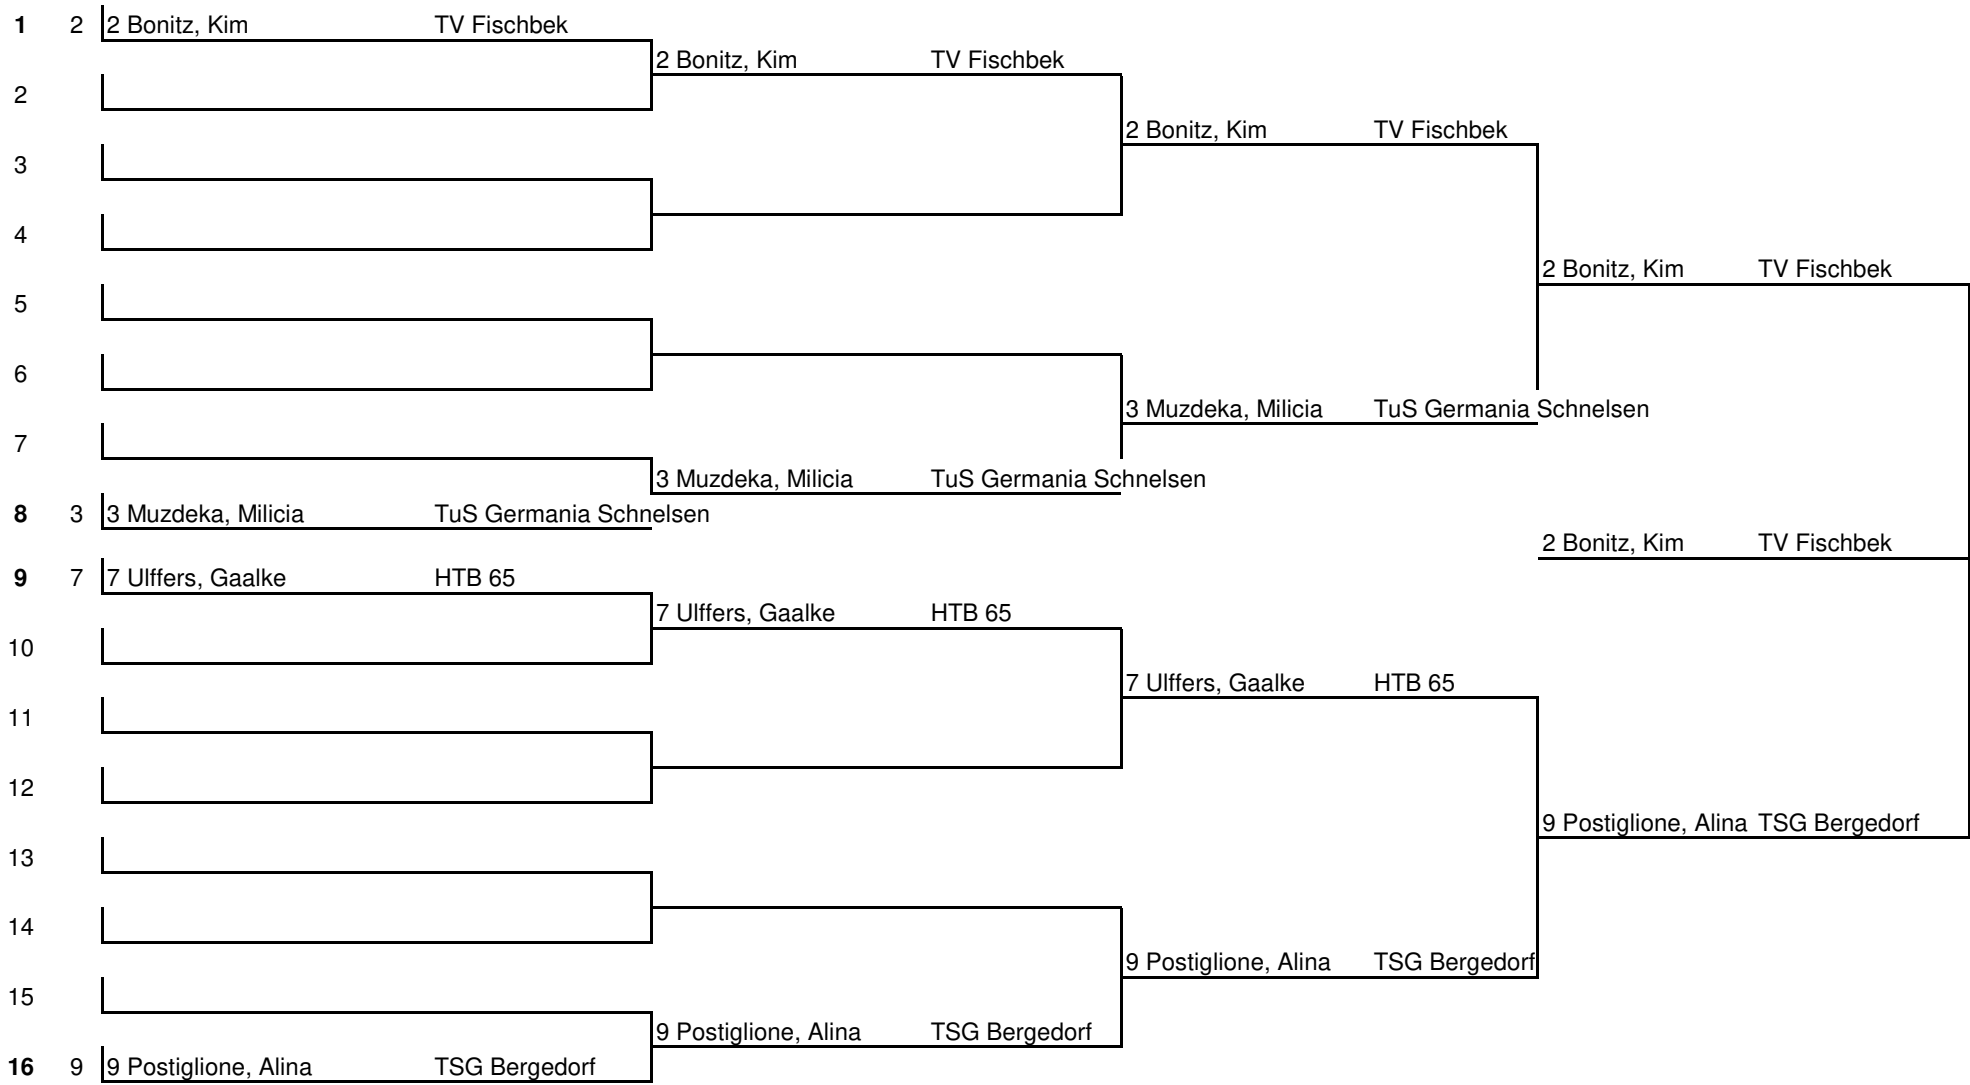 1 2 2 Bonitz, Kim TV Fischbek
2 Bonitz, Kim TV Fischbek
2
2 Bonitz, Kim TV Fischbek
3
4
2 Bonitz, Kim TV Fischbek
5
6
3 Muzdeka, Milicia TuS Germania Schnelsen
7
3 Muzdeka, Milicia TuS Germania Schnelsen
8 3 3 Muzdeka, Milicia TuS Germania Schnelsen
2 Bonitz, Kim TV Fischbek
9 7 7 Ulffers, Gaalke HTB 65
7 Ulffers, Gaalke HTB 65
10
7 Ulffers, Gaalke HTB 65
11
12
9 Postiglione, Alina TSG Bergedorf
13
14
9 Postiglione, Alina TSG Bergedorf
15
9 Postiglione, Alina TSG Bergedorf
16 9 9 Postiglione, Alina TSG Bergedorf